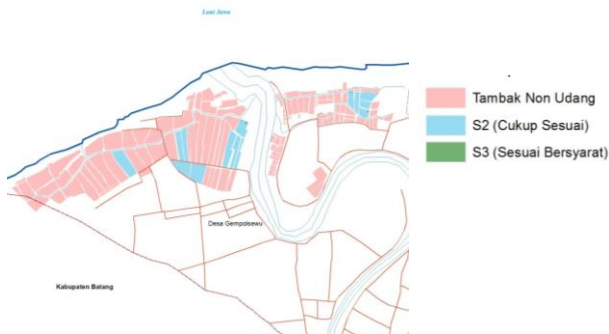 Laut Jawa
Tambak Non Udang
S2 (Cukup Sesuai)
S3 (Sesuai Bersyarat)
Desa Gempolsewu
Kabupaten Batang